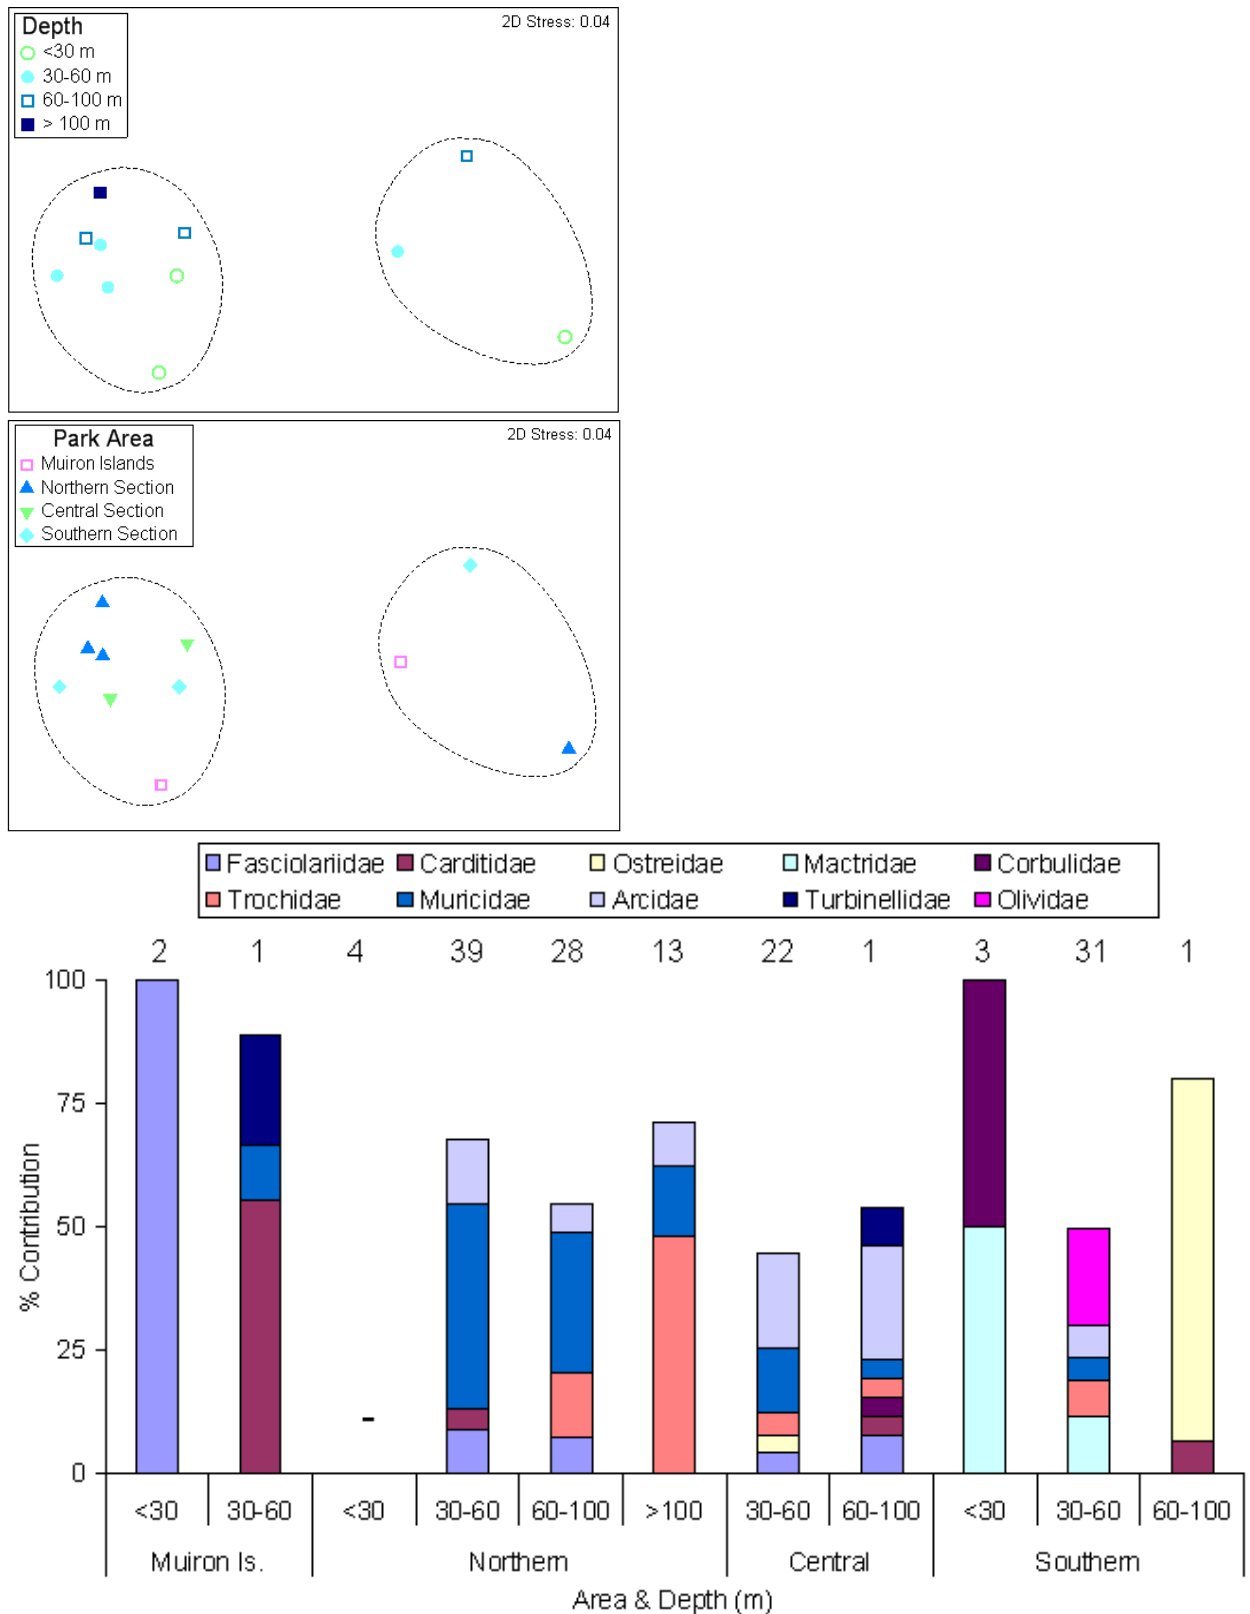 Depth
2D Stress: 0.04
<30 m
30-60 m
60-100 m
> 100 m
Park Area
2D Stress: 0.04
Muiron Islands
Northern Section
Central Section
Southern Section
Fasciolariidae Carditidae Ostreidae Mactridae Corbulidae
Trochidae Muricidae Arcidae Turbinellidae Olividae
2 1 4 39 28 13 22 1 3 31 1
100
75
50
25
0
% Contribution
-
<30 30-60 <30 30-60 60-100 >100 30-60 60-100 <30 30-60 60-100
Muiron Is. Northern Central Southern
Area & Depth (m)